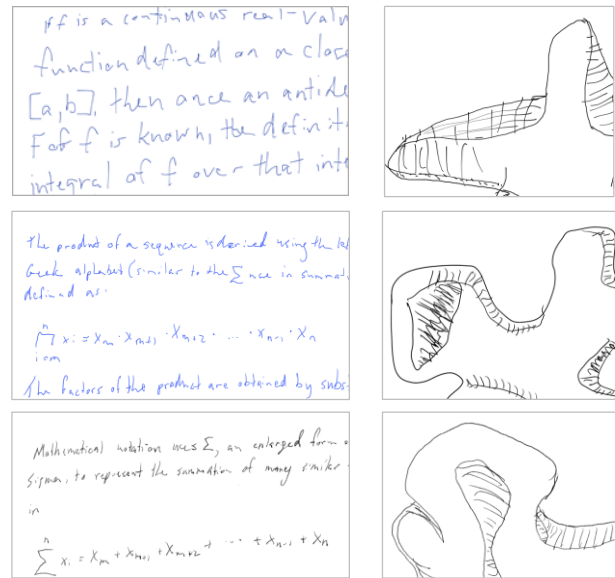 If f is a continuous real-valu
function defined on a close
[a,b], then once an antide
F of f is known, the definit
integral of f over that inte
The product of a sequence is derived using the
Greek alphabet (similar to the Σ use in summat
defined as:
n
∏ xi = xm · xm+1 · xm+2 · ... · xn-1 · xn
i=m
The factors of the product are obtained by subs
Mathematical notation uses Σ, an enlarged form o
Sigma, to represent the summation of many similar
in
n
∑ xi = xm + xm+1 + xm+2 + ... + xn-1 + xn